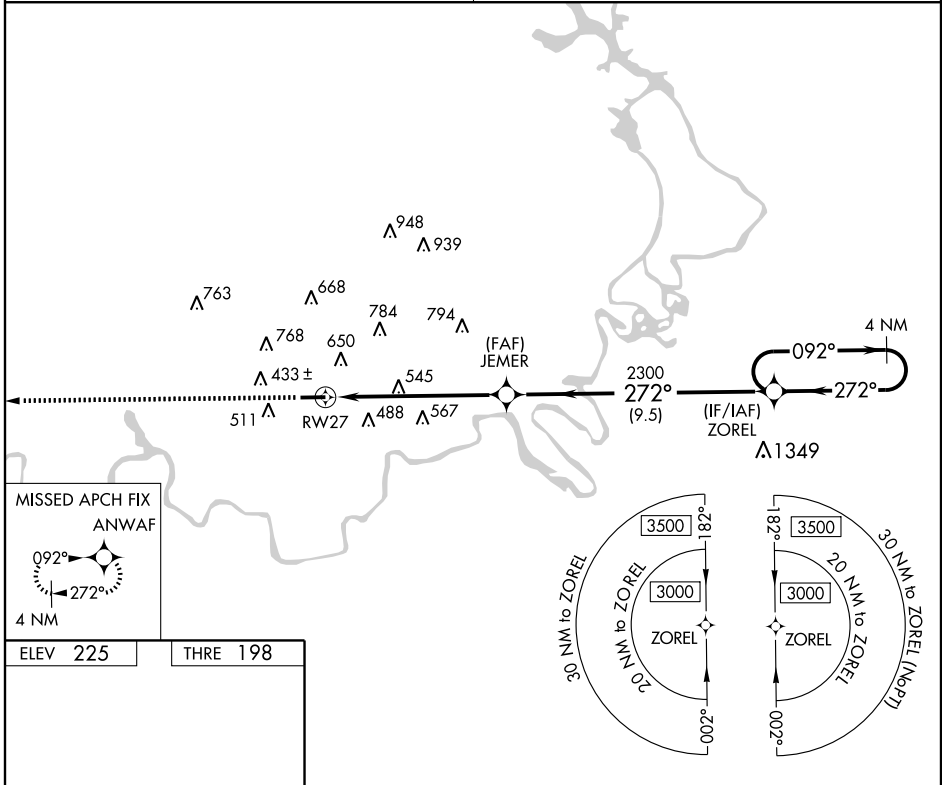 948
939
763
668
784
794
768
650
(FAF)
JEMER
4 NM
092°
433 ±
545
2300
272°
(9.5)
272°
(IF/IAF)
ZOREL
511
RW27
488
567
1349
MISSED APCH FIX
ANWAF
092°
272°
4 NM
ELEV 225
THRE 198
30 NM to ZOREL
20 NM to ZOREL
3500
182°
3000
ZOREL
002°
182°
3500
3000
ZOREL
002°
20 NM to ZOREL
30 NM to ZOREL (NoPT)